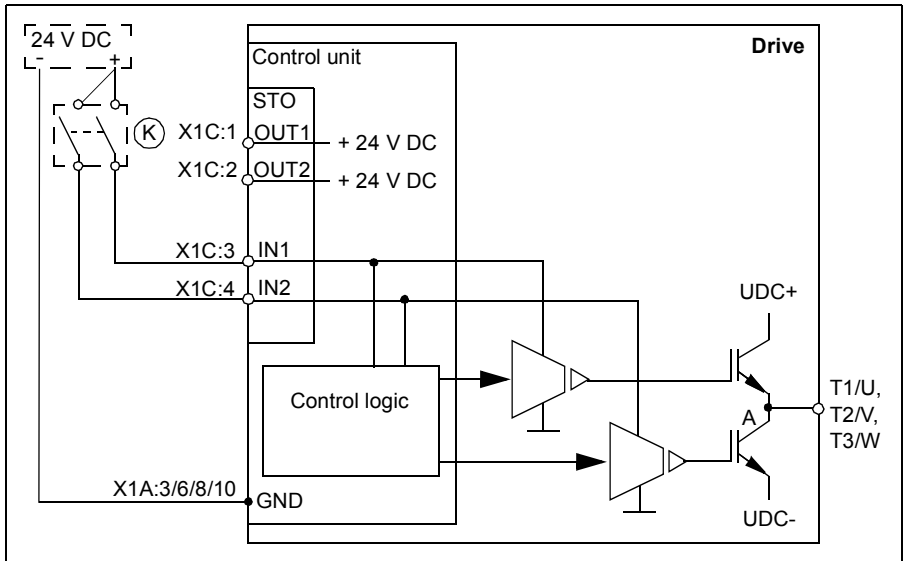 24 V DC
- +
Drive
Control unit
STO
K
X1C:1 OUT1 + 24 V DC
X1C:2 OUT2 + 24 V DC
X1C:3 IN1
X1C:4 IN2
UDC+
Control logic
T1/U,
A T2/V,
T3/W
X1A:3/6/8/10 GND
UDC-